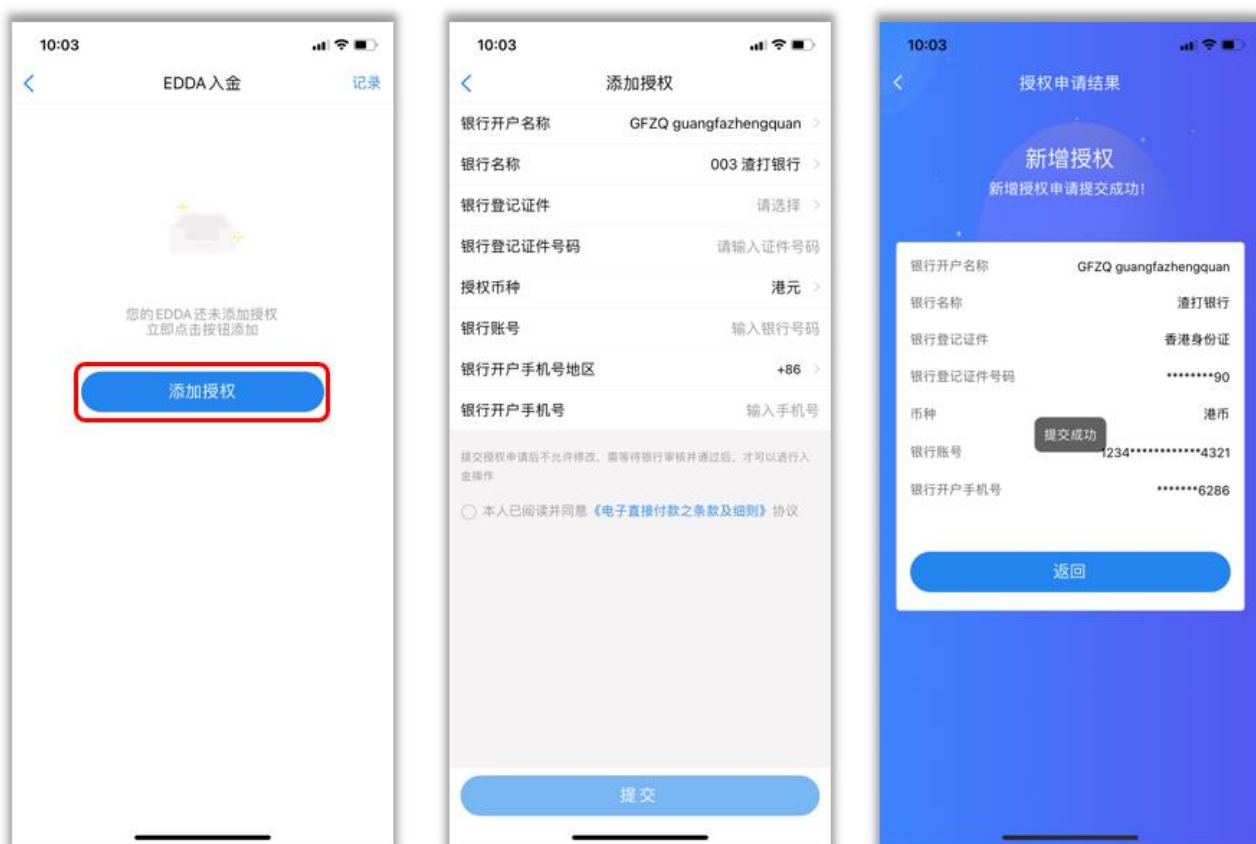 10:03
EDDA入金
记录
您的EDDA还未添加授权
立即点击按钮添加
添加授权
10:03
添加授权
银行开户名称 GFZQ guangfazhengquan
银行名称 003 渣打银行
银行登记证件 请选择
银行登记证件号码 请输入证件号码
授权币种 港元
银行账号 输入银行号码
银行开户手机号地区 +86
银行开户手机号 输入手机号
提交授权申请后不允许修改,需等待银行审核并通过后,才可以进行入
金操作
本人已阅读并同意《电子直接付款之条款及细则》协议
提交
10:03
授权申请结果
新增授权
新增授权申请提交成功!
银行开户名称 GFZQ guangfazhengquan
银行名称 渣打银行
银行登记证件 香港身份证
银行登记证件号码 ********90
币种 港币
提交成功
银行账号 1234************4321
银行开户手机号 *******6286
返回